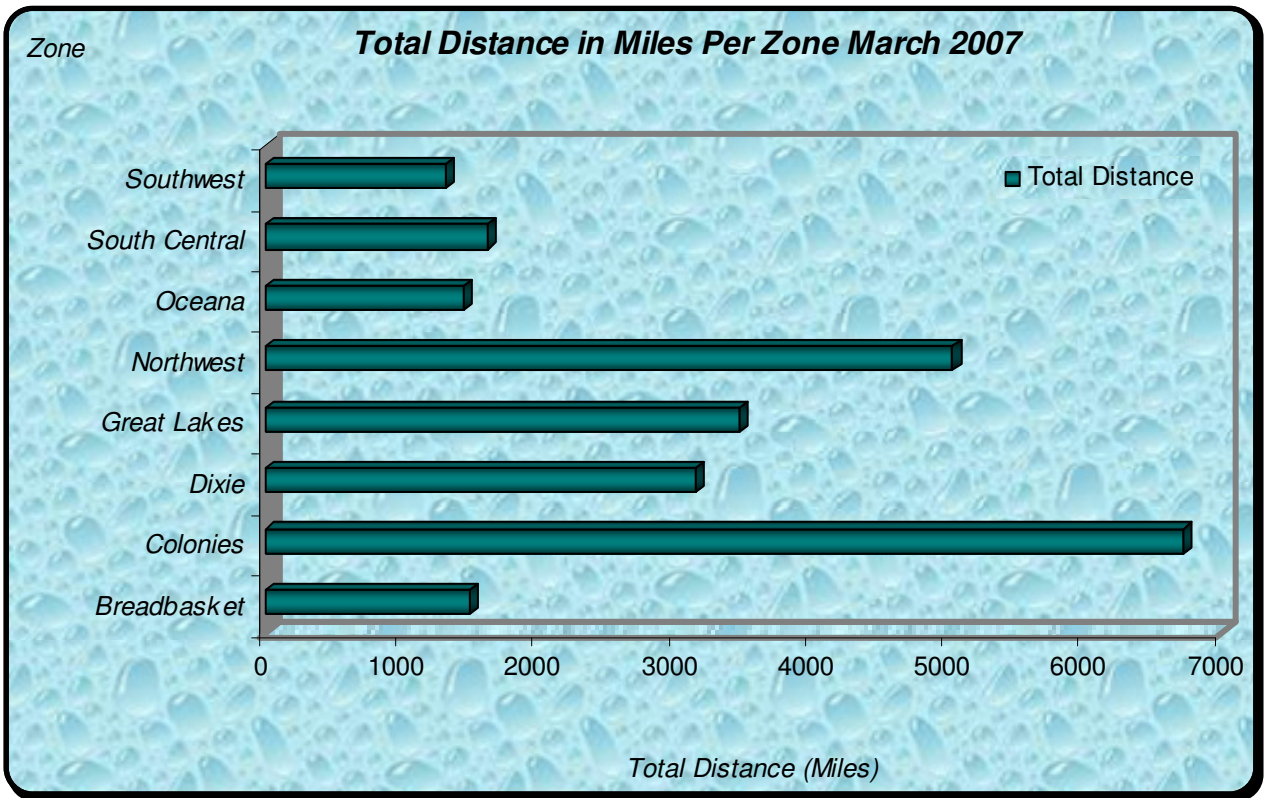 Zone
Total Distance in Miles Per Zone March 2007
Total Distance
Southwest
South Central
Oceana
Northwest
Great Lakes
Dixie
Colonies
Breadbasket
0 1000 2000 3000 4000 5000 6000 7000
Total Distance (Miles)